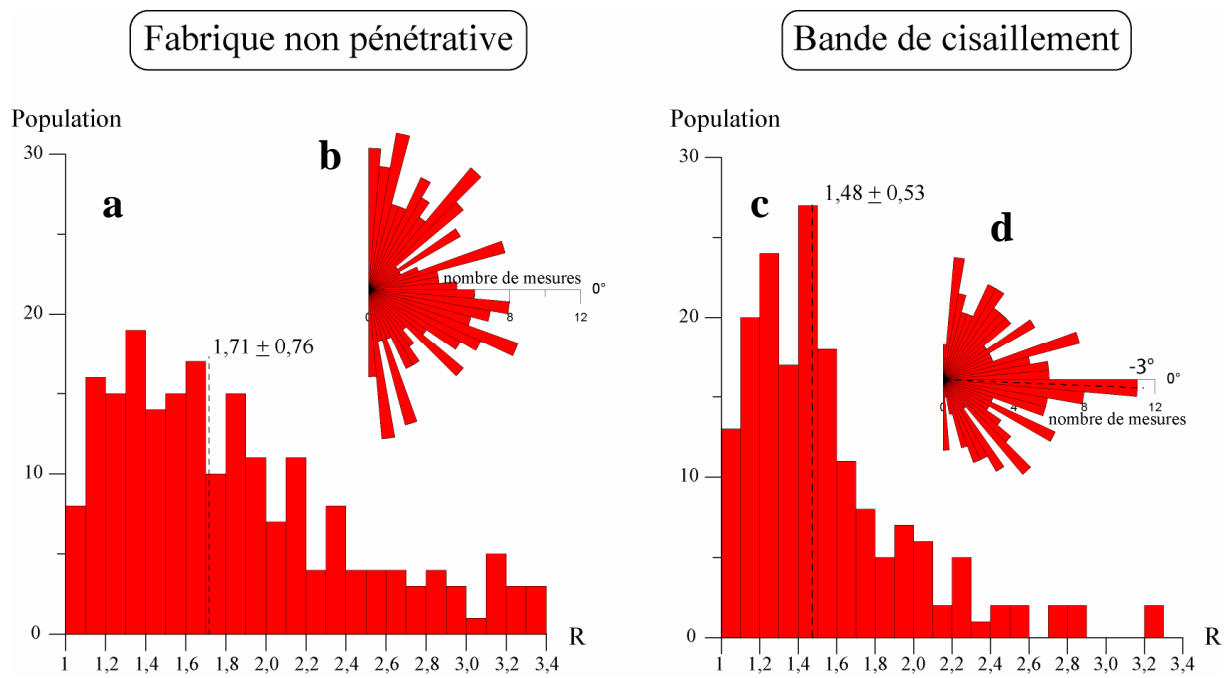 Fabrique non pénétrative
Bande de cisaillement
Population
30
20
10
0
a
1,71 ± 0,76
b
nombre de mesures
0°
0 8 12
1 1,2 1,4 1,6 1,8 2,0 2,2 2,4 2,6 2,8 3,0 3,2 3,4
R
Population
30
20
10
0
c
1,48 ± 0,53
d
-3°
0°
0 4 8 12
nombre de mesures
1 1,2 1,4 1,6 1,8 2,0 2,2 2,4 2,6 2,8 3,0 3,2 3,4
R